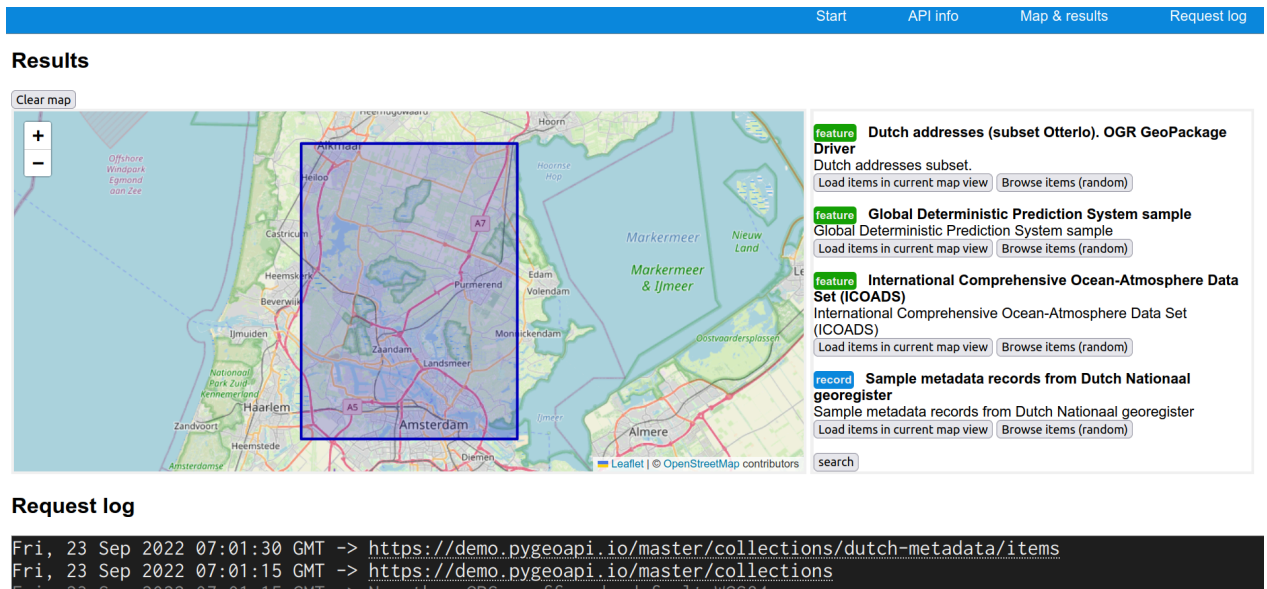 Start API info Map & results Request log
Results
Clear map
+
−
Heerhugowaard
Hoorn
Alkmaar
Offshore
Windpark
Egmond
aan Zee
Hoornse
Hop
Heiloo
A7
Castricum
Markermeer
Nieuw
Land
Heemskerk
Edam
Markermeer
& IJmeer
Le
Purmerend
Volendam
Beverwijk
IJmuiden
Monnickendam
Oostvaardersplassen
Zaandam
Landsmeer
Nationaal
Park Zuid-
Kennemerland
Haarlem
A5
Zandvoort
Amsterdam
IJmeer
Almere
Heemstede
Diemen
Amsterdamse
Leaflet | © OpenStreetMap contributors
feature Dutch addresses (subset Otterlo). OGR GeoPackage
Driver
Dutch addresses subset.
Load items in current map view Browse items (random)
feature Global Deterministic Prediction System sample
Global Deterministic Prediction System sample
Load items in current map view Browse items (random)
feature International Comprehensive Ocean-Atmosphere Data
Set (ICOADS)
International Comprehensive Ocean-Atmosphere Data Set
(ICOADS)
Load items in current map view Browse items (random)
record Sample metadata records from Dutch Nationaal
georegister
Sample metadata records from Dutch Nationaal georegister
Load items in current map view Browse items (random)
search
Request log
Fri, 23 Sep 2022 07:01:30 GMT -> https://demo.pygeoapi.io/master/collections/dutch-metadata/items
Fri, 23 Sep 2022 07:01:15 GMT -> https://demo.pygeoapi.io/master/collections